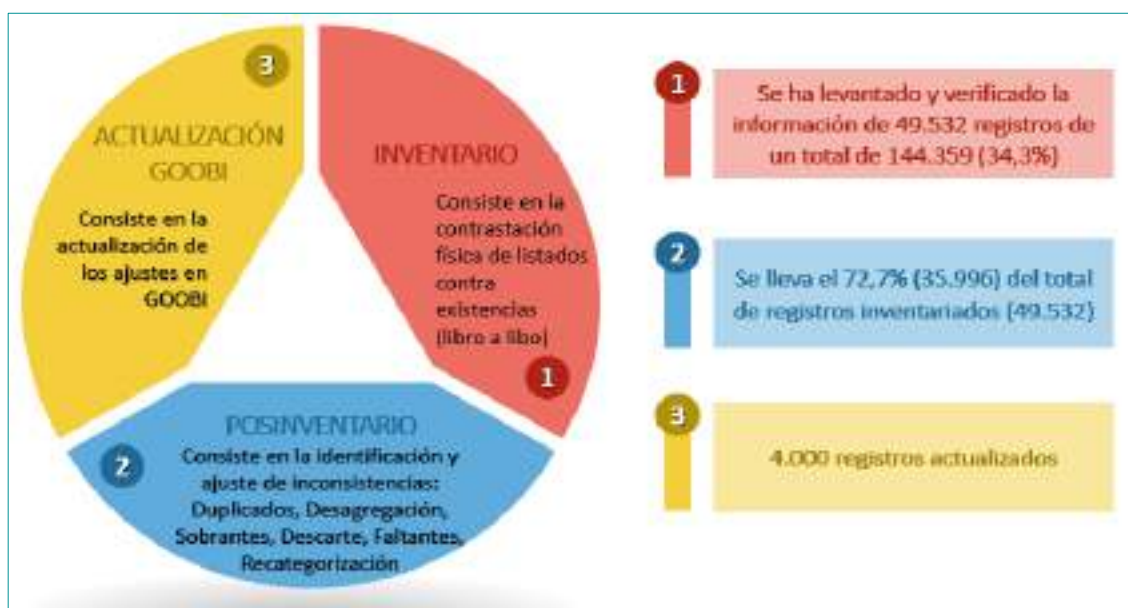 3
ACTUALIZACIÓN
GOOBI
Consiste en la
actualización de
los ajustes en
GOOBI
INVENTARIO
Consiste en la
contrastación
física de listados
contra
existencias
(libro a libo)
1
POSINVENTARIO
2
Consiste en la identificación y
ajuste de inconsistencias:
Duplicados, Desagregación,
Sobrantes, Descarte, Faltantes,
Recategorización
1
Se ha levantado y verificado la
información de 49.532 registros de
un total de 144.359 (34,3%)
2
Se lleva el 72,7% (35.996) del total
de registros inventariados (49.532)
3
4.000 registros actualizados